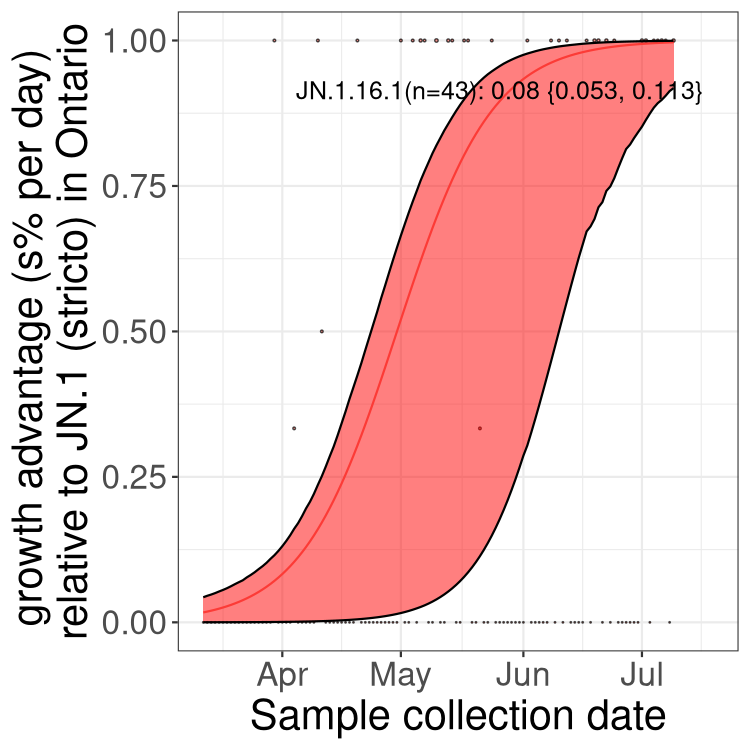 growth advantage (s% per day)
relative to JN.1 (stricto) in Ontario
1.00
0.75
0.50
0.25
0.00
JN.1.16.1(n=43): 0.08 {0.053, 0.113}
Apr May Jun Jul
Sample collection date